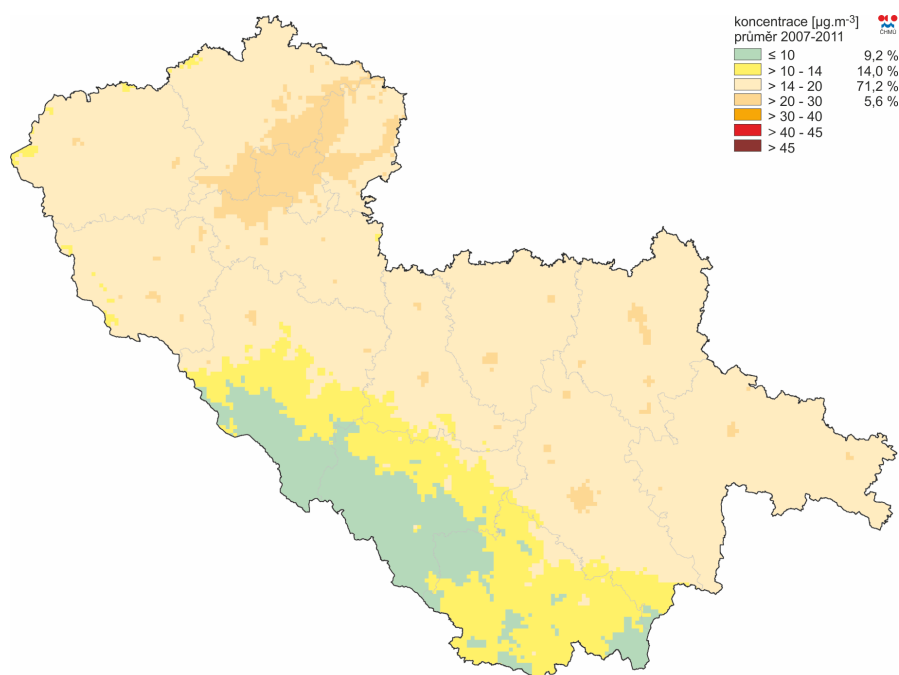 koncentrace [µg.m-3]
ČHMÚ
průměr 2007-2011
≤ 10 9,2 %
> 10 - 14 14,0 %
> 14 - 20 71,2 %
> 20 - 30 5,6 %
> 30 - 40
> 40 - 45
> 45